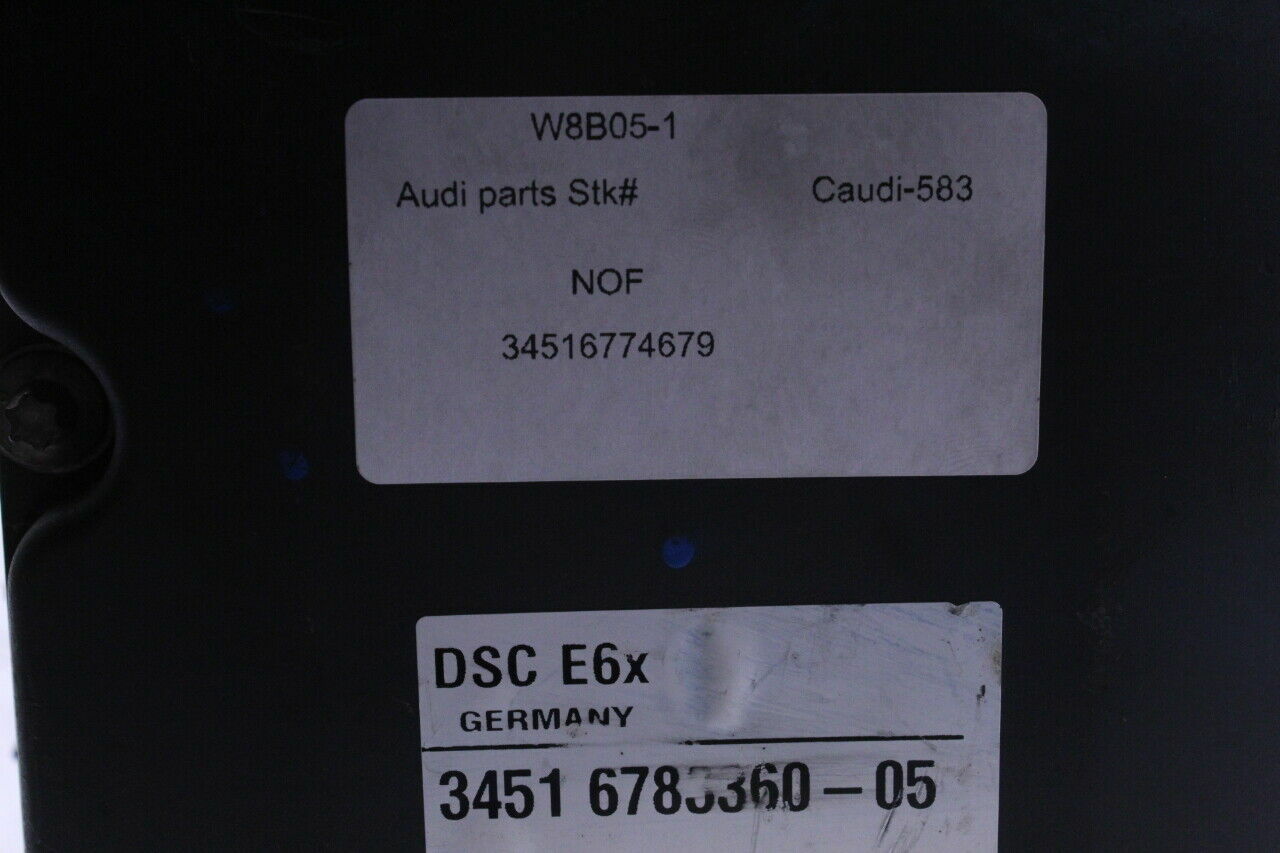 W8B05-1
Audi parts Stk# Caudi-583
NOF
34516774679
DSC E6x
GERMANY
3451 – 05